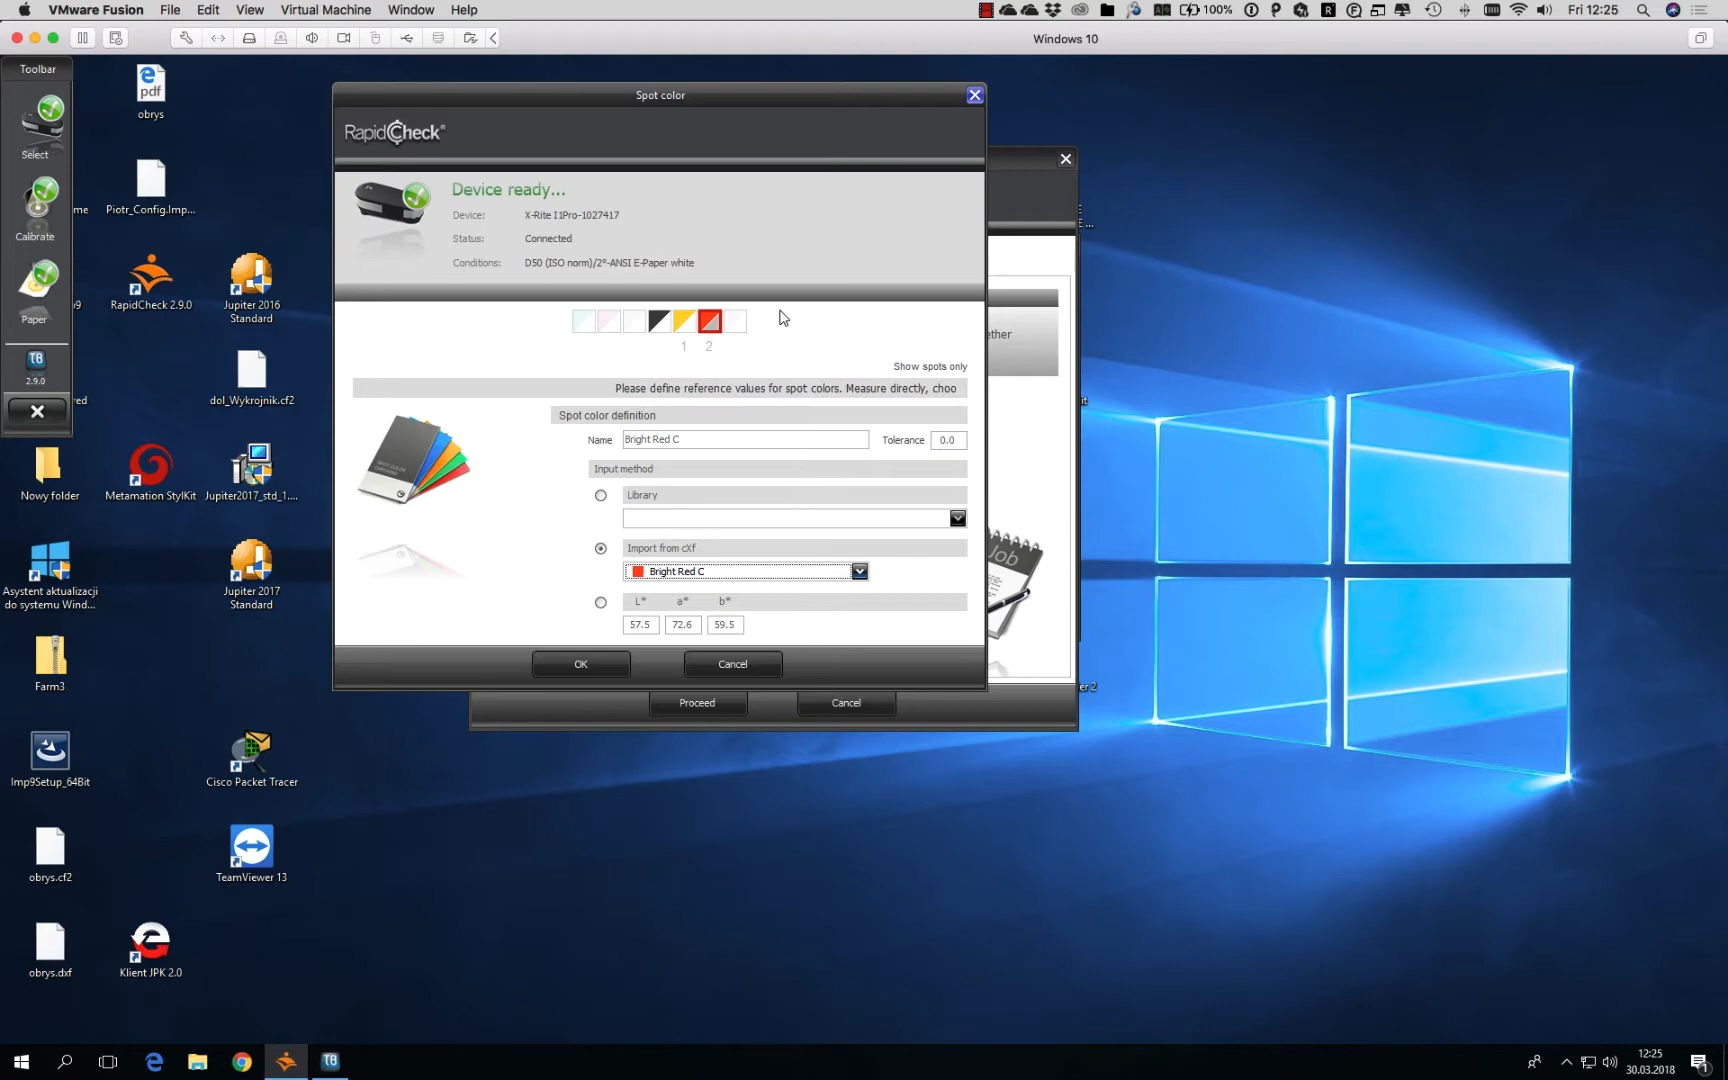 VMware Fusion File Edit View Virtual Machine Window Help
100% Fri 12:25
Windows 10
Toolbar
Select
Calibrate
Paper
2.9.0
obrys
Piotr_Config.Imp...
RapidCheck 2.9.0
Jupiter 2016
Standard
dol_Wykrojnik.cf2
Nowy folder
Metamation StylKit
Jupiter2017_std_1....
Asystent aktualizacji
do systemu Wind...
Jupiter 2017
Standard
Farm3
Imp9Setup_64Bit
Cisco Packet Tracer
obrys.cf2
TeamViewer 13
obrys.dxf
Klient JPK 2.0
Spot color
RapidCheck
Device ready...
Device: X-Rite I1Pro-1027417
Status: Connected
Conditions: D50 (ISO norm)/2°-ANSI E-Paper white
1 2
Show spots only
Please define reference values for spot colors. Measure directly, choo
Spot color definition
Name Bright Red C Tolerance 0.0
Input method
Library
Import from cXf
Bright Red C
L* a* b*
57.5 72.6 59.5
OK Cancel
Proceed Cancel
ether
Job
12:25
30.03.2018